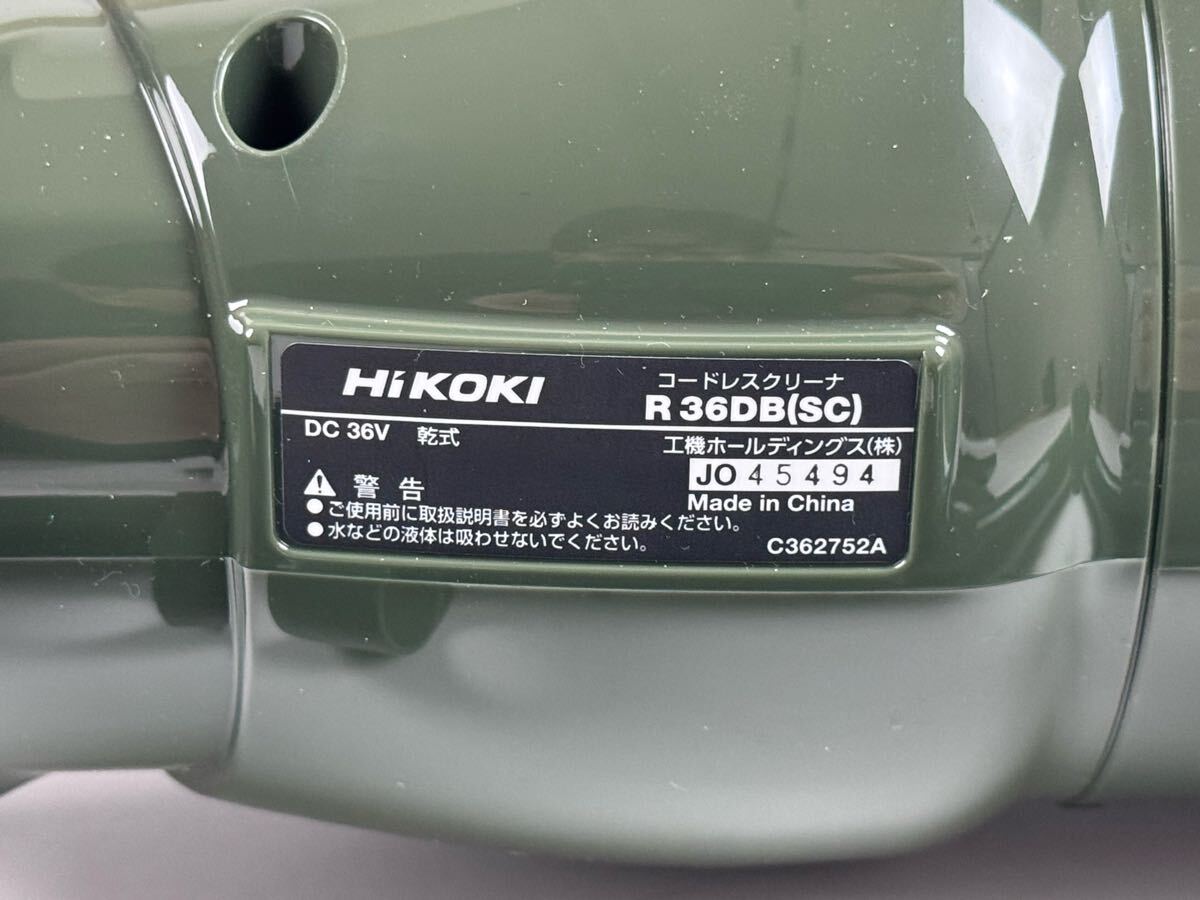 HiKOKI
コードレスクリーナ
R 36DB(SC)
DC 36V 乾式
工機ホールディングス(株)
JO 45494
Made in China
警告
●ご使用前に取扱説明書を必ずよくお読みください。
●水などの液体は吸わせないでください。
C362752A